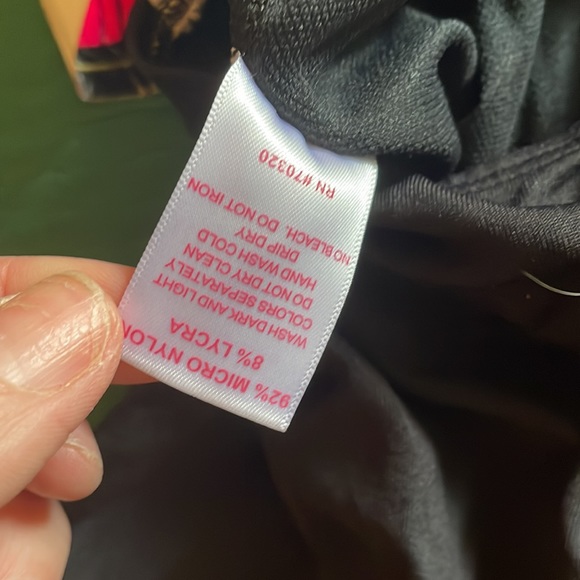 92% MICRO NYLON
8% LYCRA
WASH DARK AND LIGHT
COLORS SEPARATELY
DO NOT DRY CLEAN
HAND WASH COLD
DRIP DRY
NO BLEACH. DO NOT IRON
RN #70320